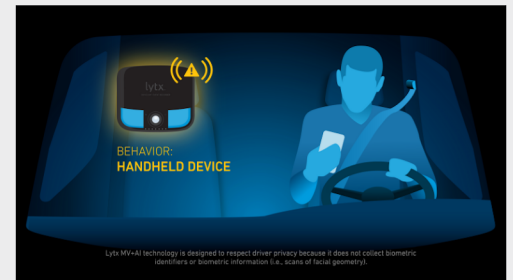 lytx
BEHAVIOR:
HANDHELD DEVICE
Lytx MV+AI technology is designed to respect driver privacy because it does not collect biometric
identifiers or biometric information (i.e., scans of facial geometry).